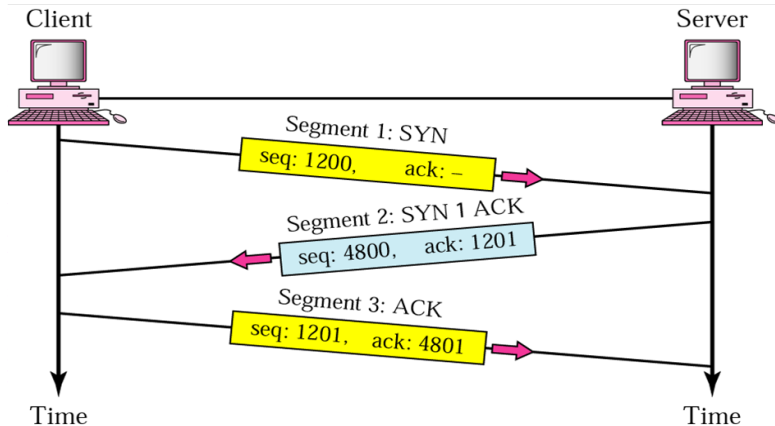 Client Server
Segment 1: SYN
seq: 1200, ack: –
Segment 2: SYN 1 ACK
seq: 4800, ack: 1201
Segment 3: ACK
seq: 1201, ack: 4801
Time Time